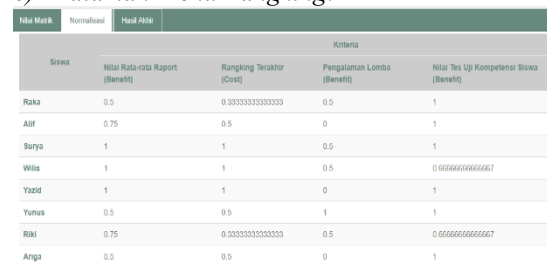 Nilai Matrik Normalisasi Hasil Akhir
Siswa Kriteria
Nilai Rata-rata Raport (Benefit) Rangking Terakhir (Cost) Pengalaman Lomba (Benefit) Nilai Tes Uji Kompetensi Siswa (Benefit)
Raka 0.5 0.33333333333333 0.5 1
Alif 0.75 0.5 0 1
Surya 1 1 0.5 1
Wilis 1 1 0.5 0.66666666666667
Yazid 1 1 0 1
Yunus 0.5 0.5 1 1
Riki 0.75 0.33333333333333 0.5 0.66666666666667
Ariga 0.5 0.5 0 1